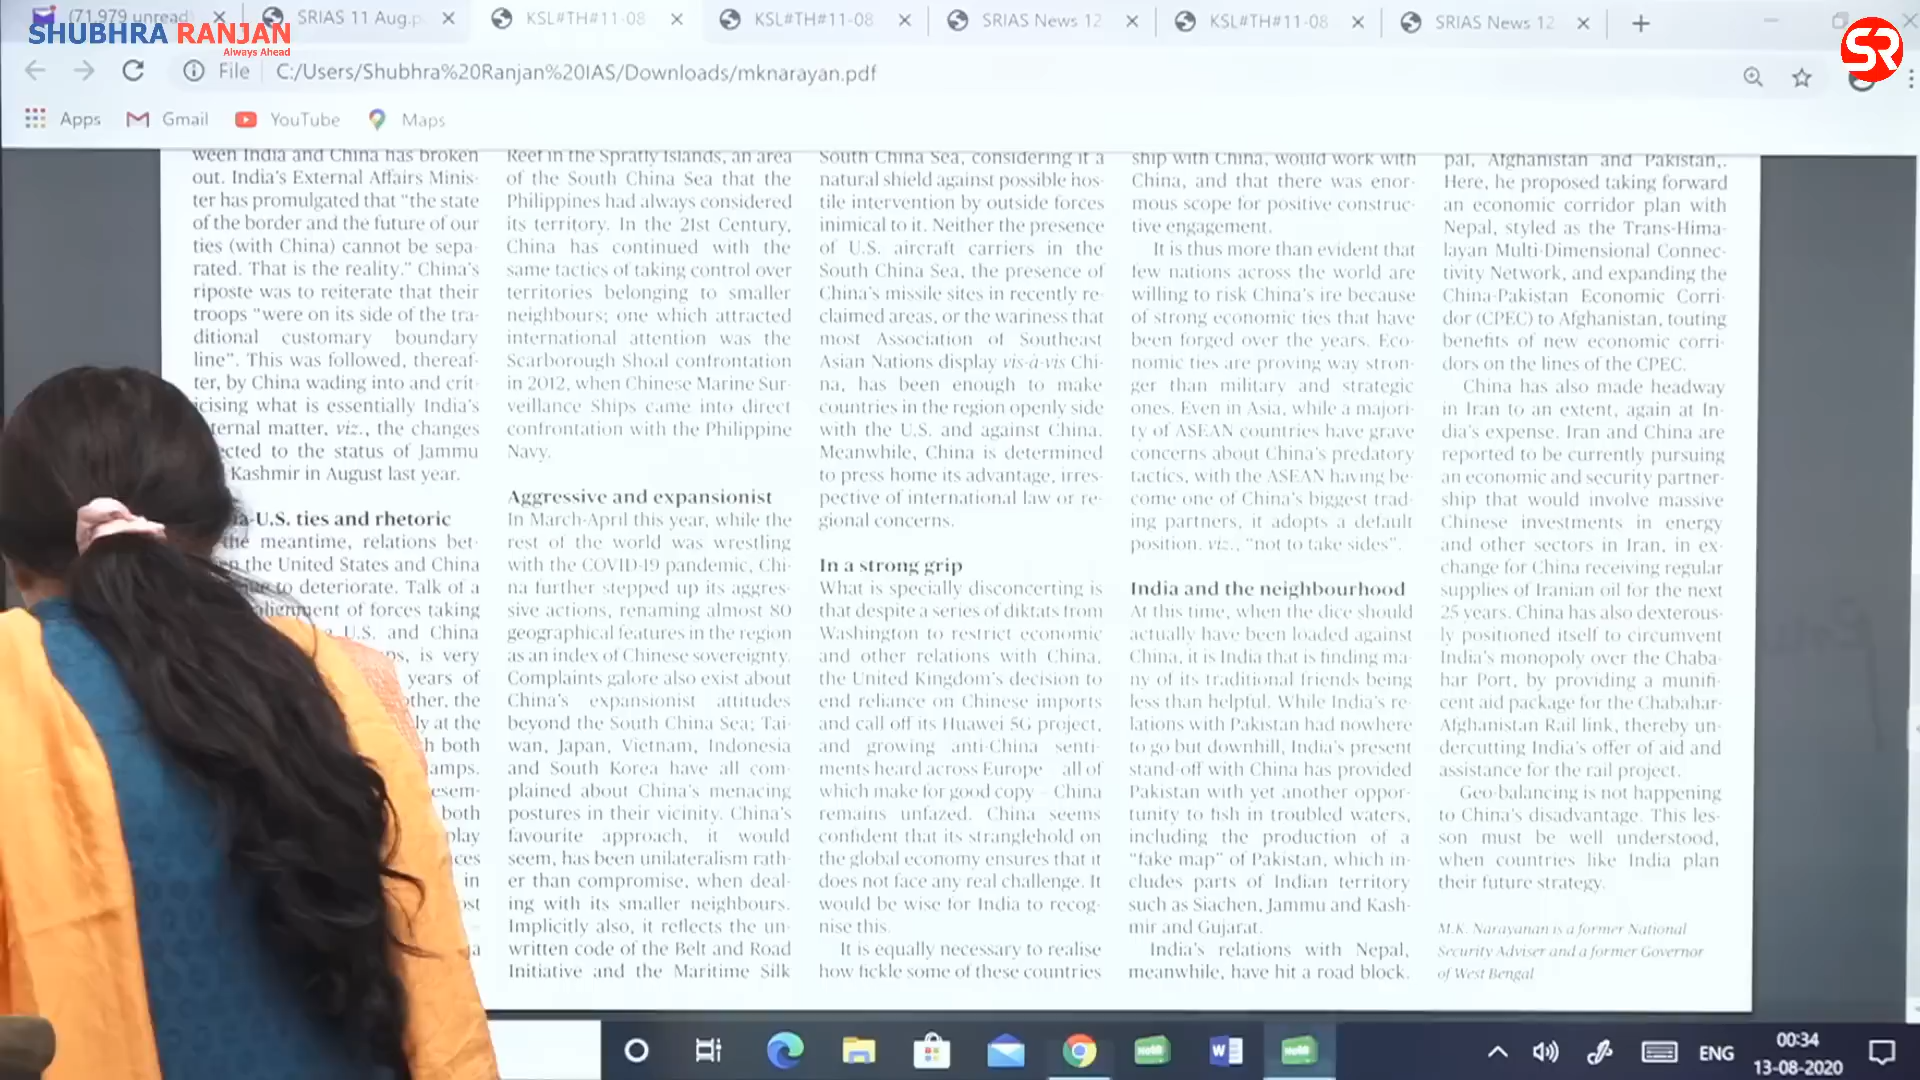 (71,979 unread)
SRIAS 11 Aug.p
KSL#TH#11-08
KSL#TH#11-08
SRIAS News 12
KSL#TH#11-08
SRIAS News 12
SHUBHRA RANJAN
Always Ahead
SR
File
C:/Users/Shubhra%20Ranjan%20IAS/Downloads/mknarayan.pdf
Apps
Gmail
YouTube
Maps
ween India and China has broken
out. India's External Affairs Minis-
ter has promulgated that "the state
of the border and the future of our
ties (with China) cannot be sepa-
rated. That is the reality." China's
riposte was to reiterate that their
troops "were on its side of the tra-
ditional customary boundary
line". This was followed, thereaf-
ter, by China wading into and crit-
icising what is essentially India's
ternal matter, viz., the changes
cted to the status of Jammu
Kashmir in August last year.
-U.S. ties and rhetoric
the meantime, relations bet-
the United States and China
to deteriorate. Talk of a
alignment of forces taking
U.S. and China
ps, is very
years of
ther, the
ly at the
h both
amps.
esem-
both
play
ces
in
ost
a
Reef in the Spratly Islands, an area
of the South China Sea that the
Philippines had always considered
its territory. In the 21st Century,
China has continued with the
same tactics of taking control over
territories belonging to smaller
neighbours; one which attracted
international attention was the
Scarborough Shoal confrontation
in 2012, when Chinese Marine Sur-
veillance Ships came into direct
confrontation with the Philippine
Navy.
Aggressive and expansionist
In March-April this year, while the
rest of the world was wrestling
with the COVID-19 pandemic, Chi-
na further stepped up its aggres-
sive actions, renaming almost 80
geographical features in the region
as an index of Chinese sovereignty.
Complaints galore also exist about
China's expansionist attitudes
beyond the South China Sea; Tai-
wan, Japan, Vietnam, Indonesia
and South Korea have all com-
plained about China's menacing
postures in their vicinity. China's
favourite approach, it would
seem, has been unilateralism rath-
er than compromise, when deal-
ing with its smaller neighbours.
Implicitly also, it reflects the un-
written code of the Belt and Road
Initiative and the Maritime Silk
South China Sea, considering it a
natural shield against possible hos-
tile intervention by outside forces
inimical to it. Neither the presence
of U.S. aircraft carriers in the
South China Sea, the presence of
China's missile sites in recently re-
claimed areas, or the wariness that
most Association of Southeast
Asian Nations display vis-à-vis Chi-
na, has been enough to make
countries in the region openly side
with the U.S. and against China.
Meanwhile, China is determined
to press home its advantage, irres-
pective of international law or re-
gional concerns.
In a strong grip
What is specially disconcerting is
that despite a series of diktats from
Washington to restrict economic
and other relations with China,
the United Kingdom's decision to
end reliance on Chinese imports
and call off its Huawei 5G project,
and growing anti-China senti-
ments heard across Europe – all of
which make for good copy – China
remains unfazed. China seems
confident that its stranglehold on
the global economy ensures that it
does not face any real challenge. It
would be wise for India to recog-
nise this.
It is equally necessary to realise
how fickle some of these countries
ship with China, would work with
China, and that there was enor-
mous scope for positive construc-
tive engagement.
It is thus more than evident that
few nations across the world are
willing to risk China's ire because
of strong economic ties that have
been forged over the years. Eco-
nomic ties are proving way stron-
ger than military and strategic
ones. Even in Asia, while a majori-
ty of ASEAN countries have grave
concerns about China's predatory
tactics, with the ASEAN having be-
come one of China's biggest trad-
ing partners, it adopts a default
position, viz., "not to take sides".
India and the neighbourhood
At this time, when the dice should
actually have been loaded against
China, it is India that is finding ma-
ny of its traditional friends being
less than helpful. While India's re-
lations with Pakistan had nowhere
to go but downhill, India's present
stand-off with China has provided
Pakistan with yet another oppor-
tunity to fish in troubled waters,
including the production of a
"fake map" of Pakistan, which in-
cludes parts of Indian territory
such as Siachen, Jammu and Kash-
mir and Gujarat.
India's relations with Nepal,
meanwhile, have hit a road block.
pal, Afghanistan and Pakistan,.
Here, he proposed taking forward
an economic corridor plan with
Nepal, styled as the Trans-Hima-
layan Multi-Dimensional Connec-
tivity Network, and expanding the
China-Pakistan Economic Corri-
dor (CPEC) to Afghanistan, touting
benefits of new economic corri-
dors on the lines of the CPEC.
China has also made headway
in Iran to an extent, again at In-
dia's expense. Iran and China are
reported to be currently pursuing
an economic and security partner-
ship that would involve massive
Chinese investments in energy
and other sectors in Iran, in ex-
change for China receiving regular
supplies of Iranian oil for the next
25 years. China has also dexterous-
ly positioned itself to circumvent
India's monopoly over the Chaba-
har Port, by providing a munifi-
cent aid package for the Chabahar-
Afghanistan Rail link, thereby un-
dercutting India's offer of aid and
assistance for the rail project.
Geo-balancing is not happening
to China's disadvantage. This les-
son must be well understood,
when countries like India plan
their future strategy.
M.K. Narayanan is a former National
Security Adviser and a former Governor
of West Bengal
ENG
00:34
13-08-2020